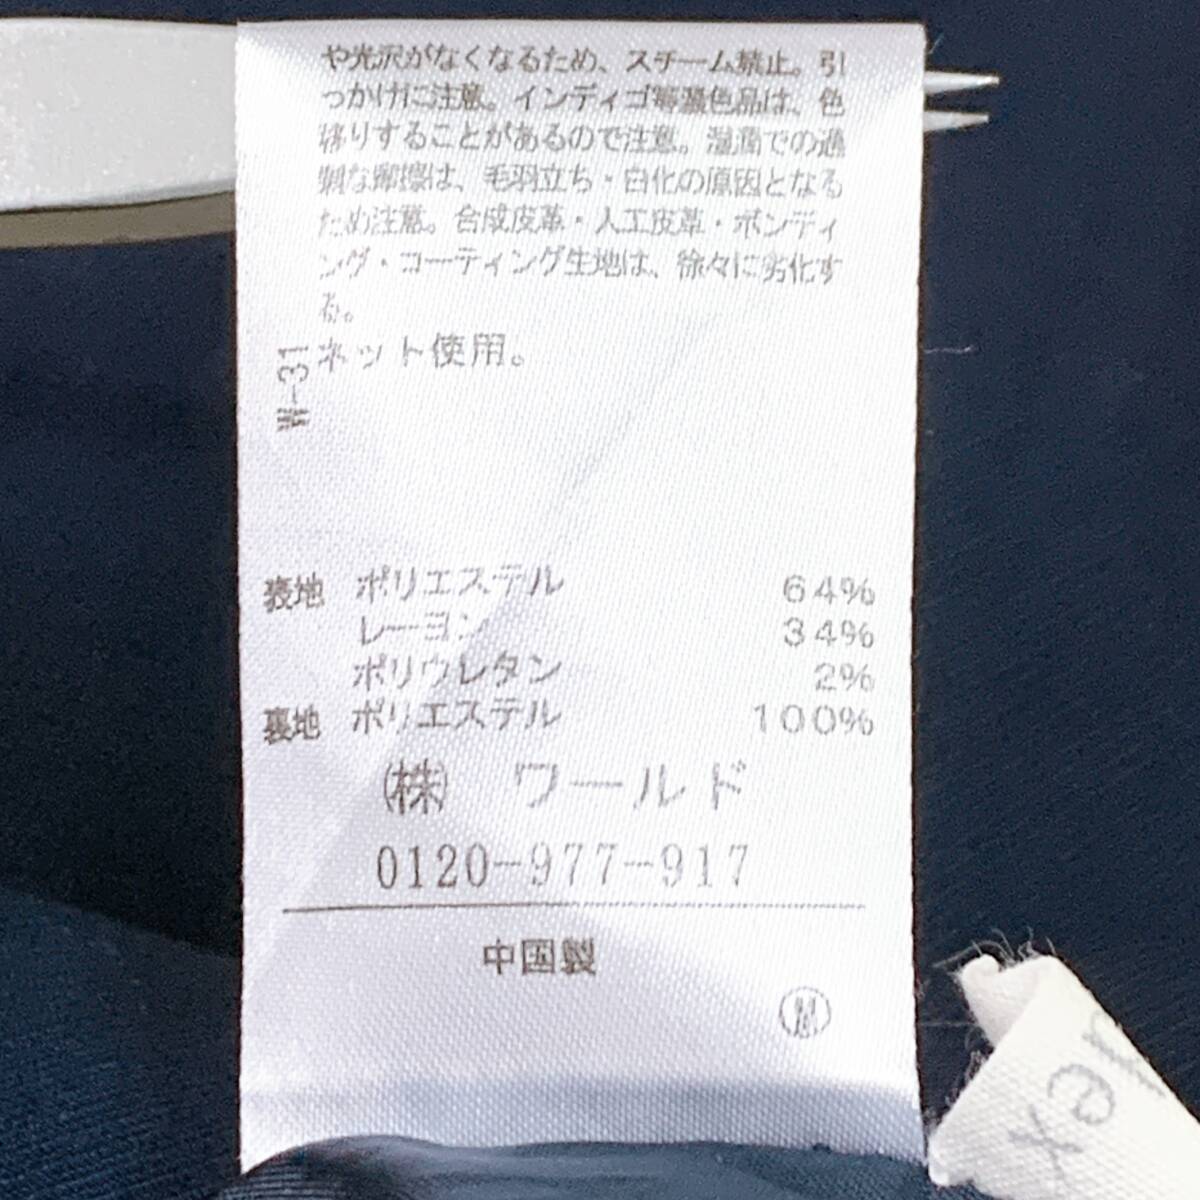 や光沢がなくなるため、スチーム禁止。引
っかけに注意。インディゴ等濃色品は、色
移りすることがあるので注意。湿潤での過
剰な摩擦は、毛羽立ち・白化の原因となる
ため注意。合成皮革・人工皮革・ボンディ
ング・コーティング生地は、徐々に劣化す
る。
ネット使用。
W-31
表地 ポリエステル 64%
レーヨン 34%
ポリウレタン 2%
裏地 ポリエステル 100%
(株) ワールド
0120-977-917
中国製